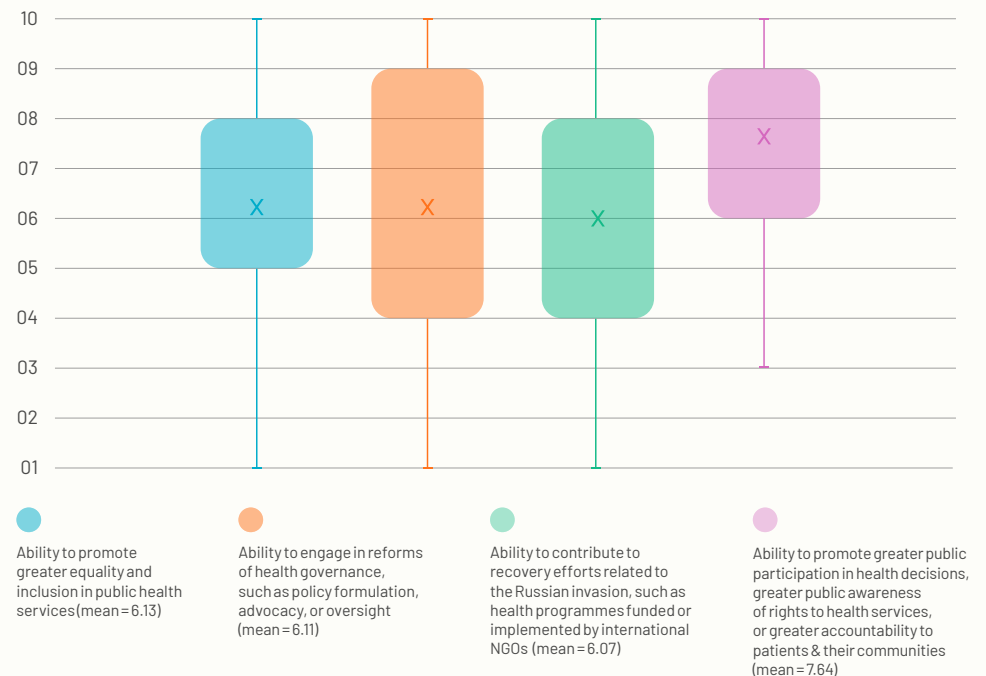 10
09
08
07
06
05
04
03
02
01
X
X
X
X
Ability to promote
greater equality and
inclusion in public health
services (mean = 6.13)
Ability to engage in reforms
of health governance,
such as policy formulation,
advocacy, or oversight
(mean = 6.11)
Ability to contribute to
recovery efforts related to
the Russian invasion, such as
health programmes funded or
implemented by international
NGOs (mean = 6.07)
Ability to promote greater public
participation in health decisions,
greater public awareness
of rights to health services,
or greater accountability to
patients & their communities
(mean = 7.64)